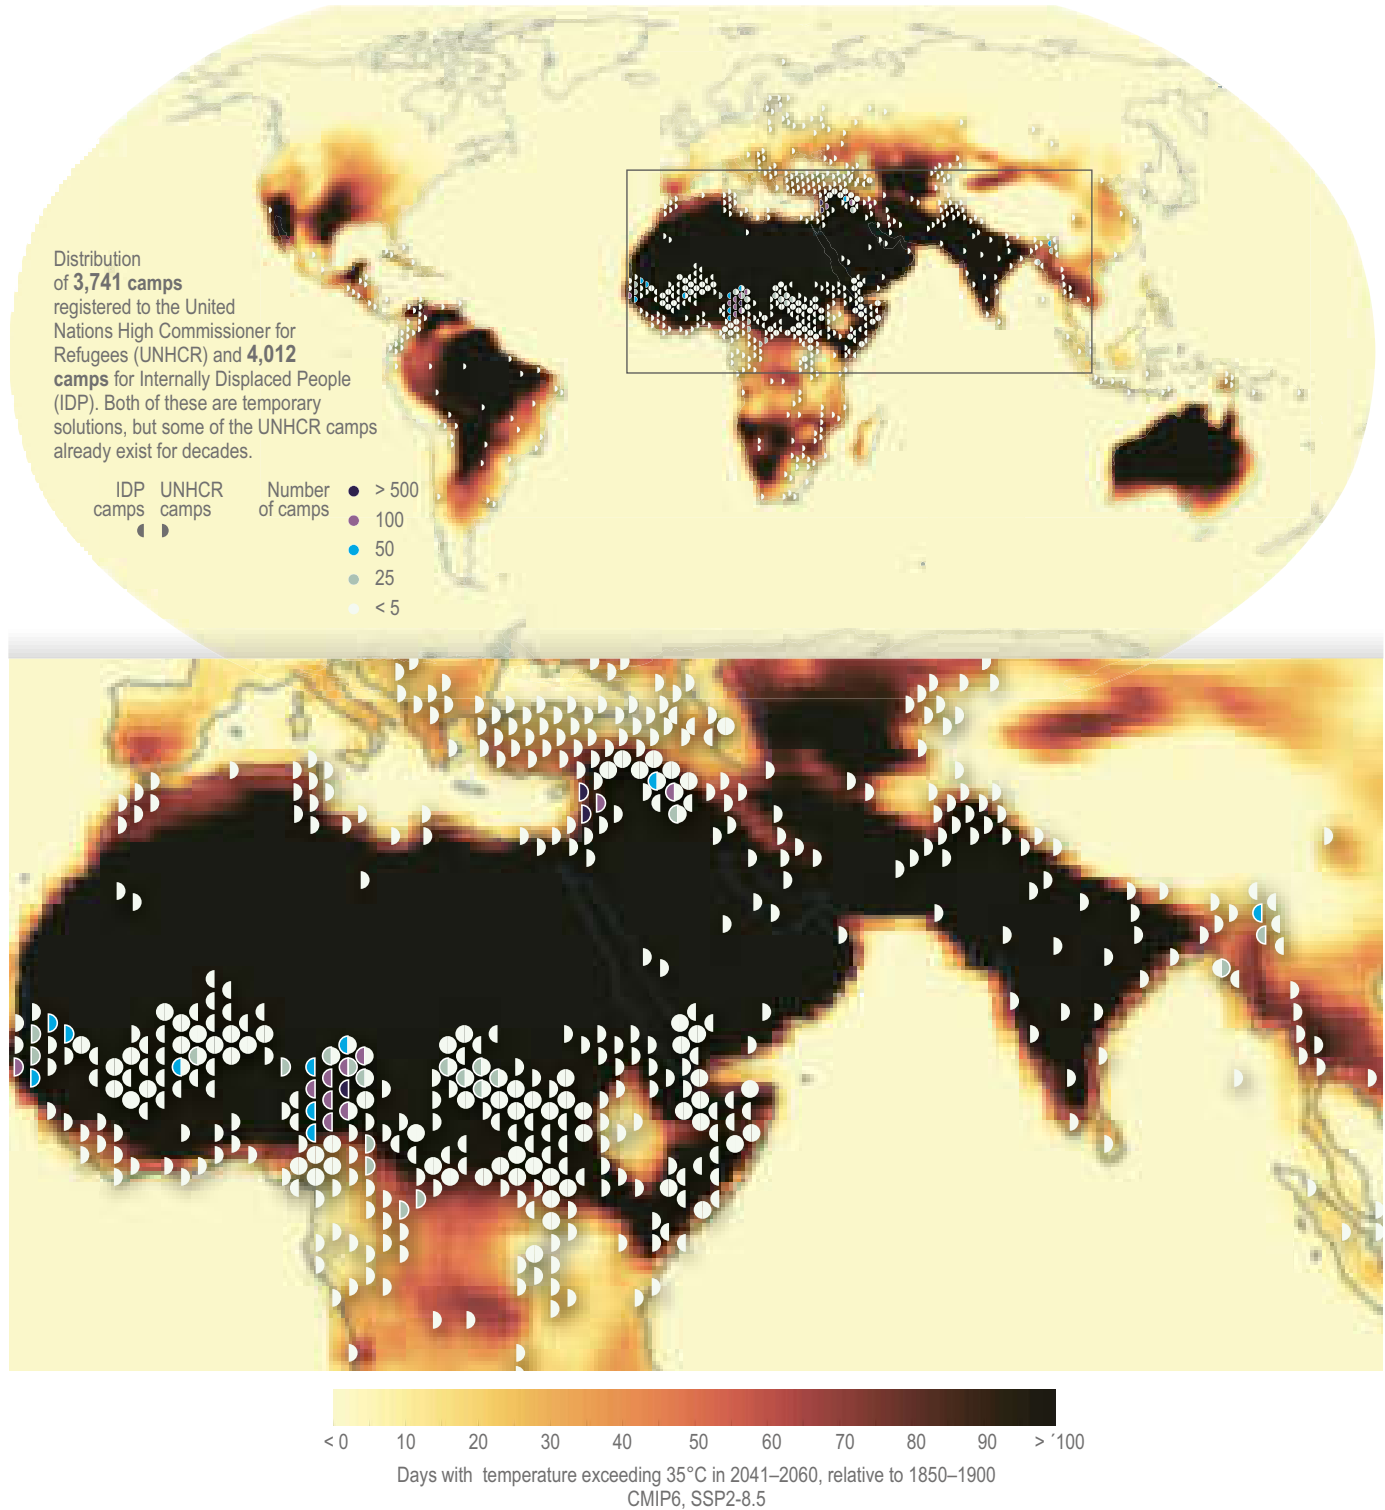 Distribution
of 3,741 camps
registered to the United
Nations High Commissioner for
Refugees (UNHCR) and 4,012
camps for Internally Displaced People
(IDP). Both of these are temporary
solutions, but some of the UNHCR camps
already exist for decades.
IDP camps
UNHCR camps
Number of camps
> 500
100
50
25
< 5
< 0 10 20 30 40 50 60 70 80 90 > ´100
Days with temperature exceeding 35°C in 2041–2060, relative to 1850–1900
CMIP6, SSP2-8.5